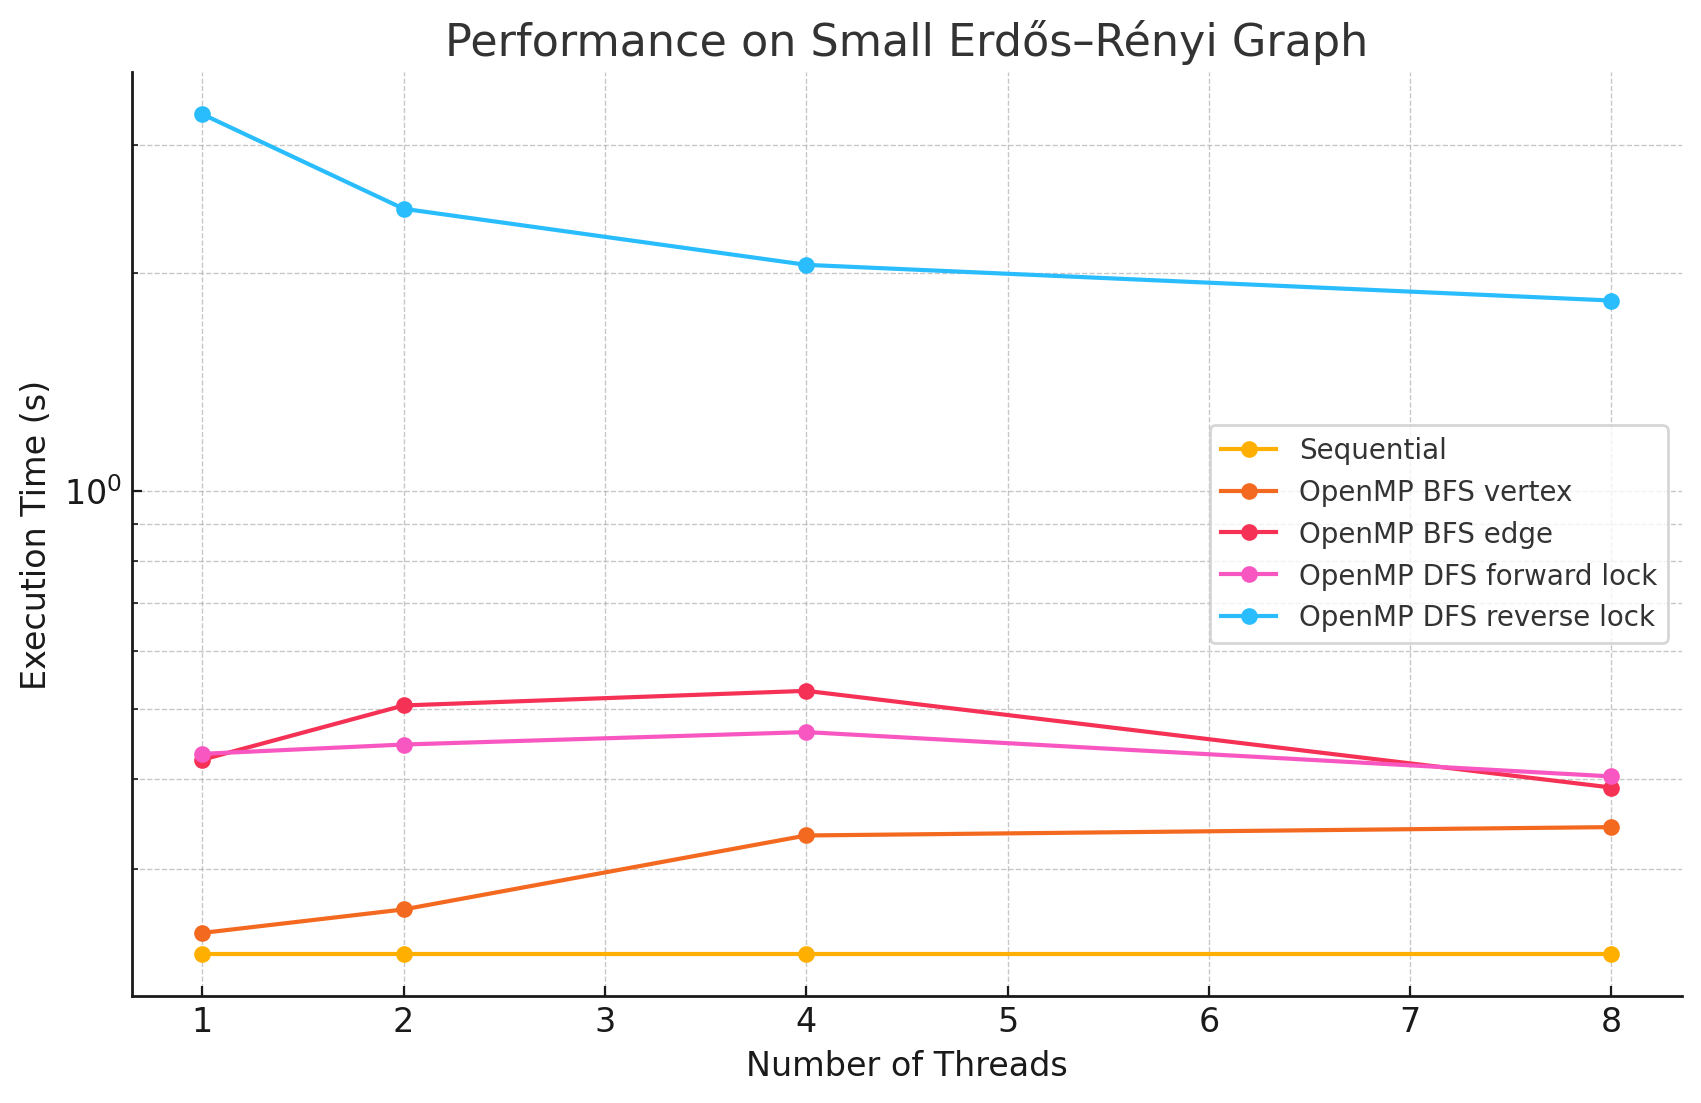 Performance on Small Erdős–Rényi Graph
Execution Time (s)
10⁰
Sequential
OpenMP BFS vertex
OpenMP BFS edge
OpenMP DFS forward lock
OpenMP DFS reverse lock
1 2 3 4 5 6 7 8
Number of Threads